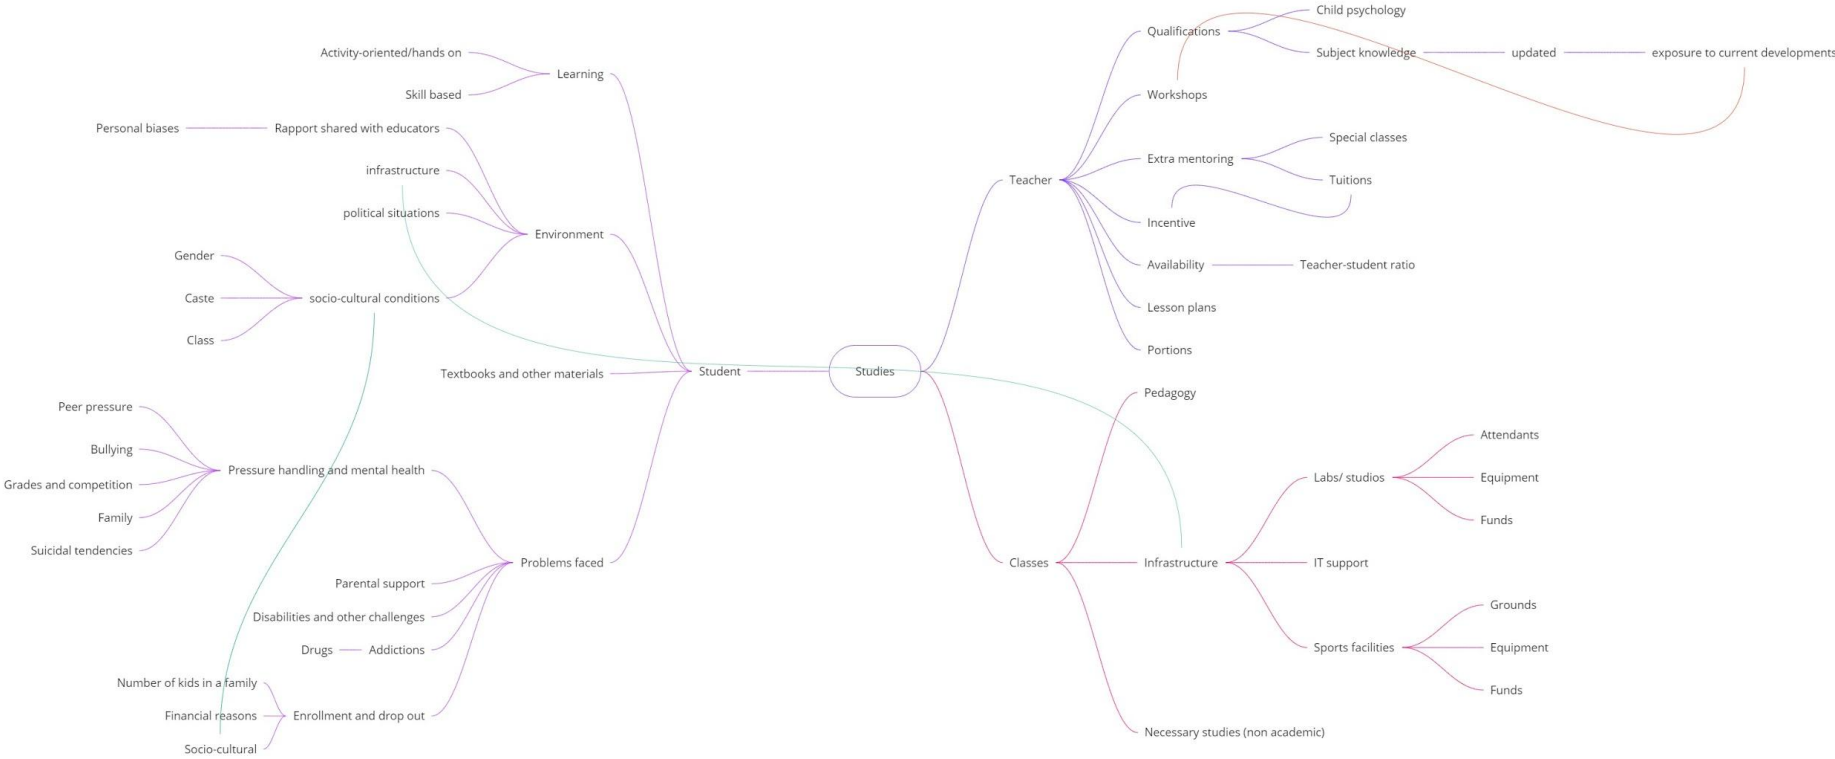 Studies
Student
Learning
Activity-oriented/hands on
Skill based
Environment
Rapport shared with educators
Personal biases
infrastructure
political situations
socio-cultural conditions
Gender
Caste
Class
Textbooks and other materials
Problems faced
Pressure handling and mental health
Peer pressure
Bullying
Grades and competition
Family
Suicidal tendencies
Parental support
Disabilities and other challenges
Addictions
Drugs
Enrollment and drop out
Number of kids in a family
Financial reasons
Socio-cultural
Teacher
Qualifications
Child psychology
Subject knowledge
updated
exposure to current developments
Workshops
Extra mentoring
Special classes
Tuitions
Incentive
Availability
Teacher-student ratio
Lesson plans
Portions
Classes
Pedagogy
Infrastructure
Labs/ studios
Attendants
Equipment
Funds
IT support
Sports facilities
Grounds
Equipment
Funds
Necessary studies (non academic)